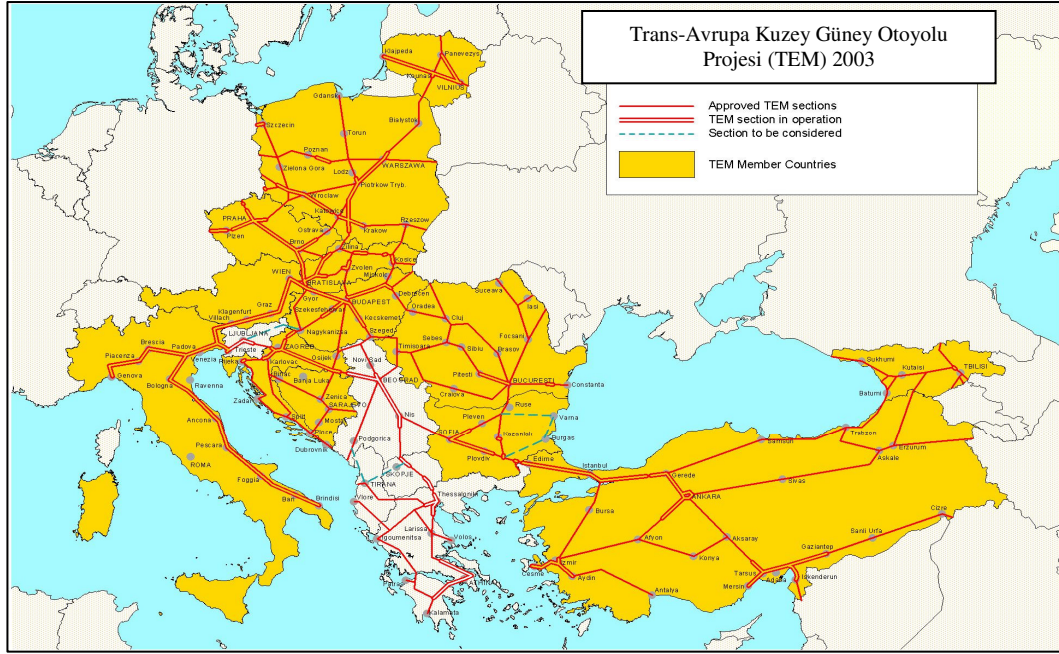 Trans-Avrupa Kuzey Güney Otoyolu
Projesi (TEM) 2003
Approved TEM sections
TEM section in operation
Section to be considered
TEM Member Countries
Klajpeda
Panevezys
Kounas
VILNIUS
Gdansk
Bialystok
Szczecin
Torun
Poznan
WARSZAWA
Zielona Gora
Lodz
Piotrkow Tryb.
Wroclaw
Katowice
PRAHA
Ostrava
Krakow
Rzeszow
Plzen
Brno
Zilina
Kosice
Zvolen
Miskolc
WIEN
BRATISLAVA
Gyor
BUDAPEST
Debrecen
Suceava
Oradea
Iasi
Graz
Szekesfehervar
Kecskemet
Cluj
Klagenfurt
Villach
Nagykanizsa
LJUBLJANA
Szeged
Sebes
Focsani
Brescia
Padova
Trieste
ZAGREB
Timisoara
Sibiu
Brasov
Piacenza
Venezia
Rijeka
Karlovac
Osijek
Novi Sad
Genova
Bologna
Ravenna
Bihac
Banja Luka
BEOGRAD
Pitesti
BUCURESTI
Constanta
Craiova
Zadar
Zenica
SARAJEVO
Ruse
Ancona
Split
Mostar
Ploce
Nis
Pleven
Varna
Pescara
Dubrovnik
Podgorica
SOFIA
Burgas
ROMA
SKOPJE
Plovdiv
Edirne
Foggia
TIRANA
Istanbul
Bari
Brindisi
Vlore
Thessaloniki
Igoumenitsa
Larissa
Volos
Patra
ATHINA
Kalamata
Sukhumi
Kutaisi
TBILISI
Batumi
Samsun
Trabzon
Erzurum
Askale
Gerede
Sivas
ANKARA
Bursa
Cizre
Afyon
Aksaray
Sanli Urfa
Konya
Gaziantep
Izmir
Cesme
Aydin
Tarsus
Adana
Iskenderun
Mersin
Antalya